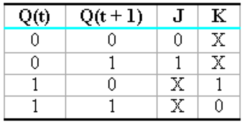 Q(t) Q(t + 1) J K
0 0 0 X
0 1 1 X
1 0 X 1
1 1 X 0